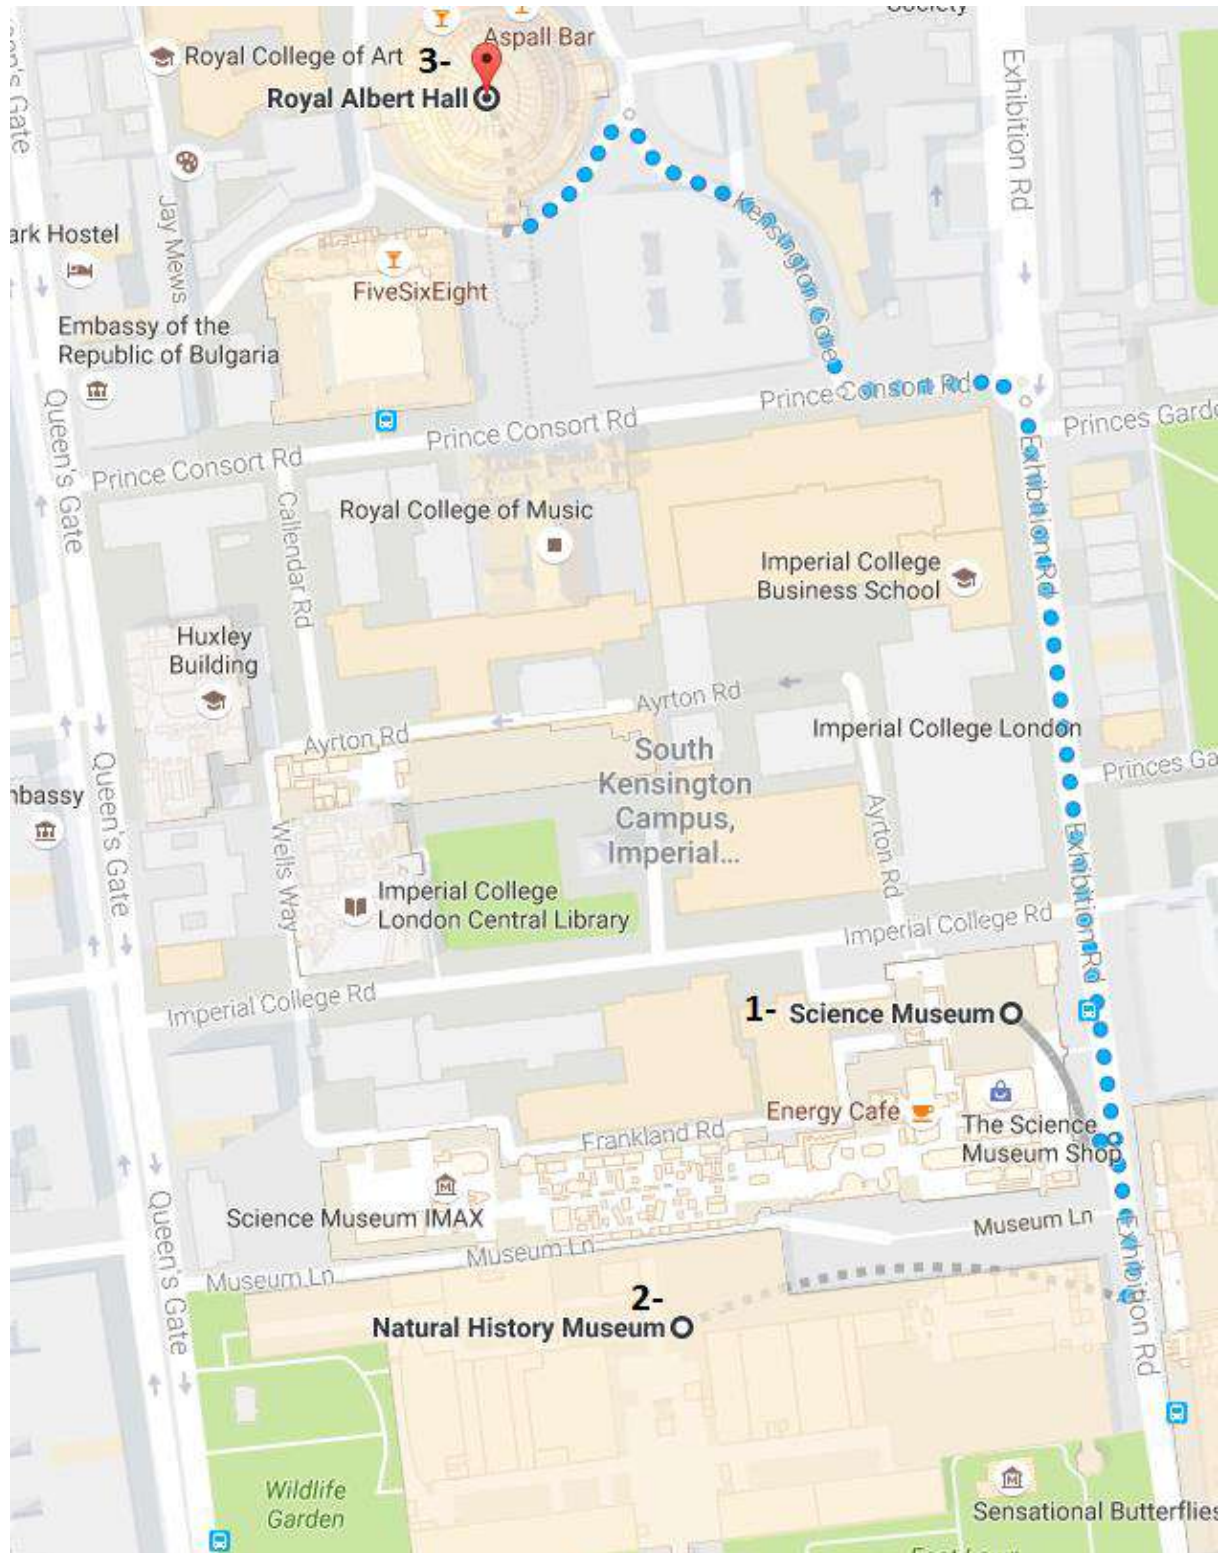 Society
Aspall Bar
Royal College of Art
3-
Royal Albert Hall
Exhibition Rd
Queen's Gate
Jay Mews
Kensington Gore
ark Hostel
FiveSixEight
Embassy of the
Republic of Bulgaria
Prince Consort Rd
Prince Consort Rd
Prince Consort Rd
Princes Garde
Queen's Gate
Callendar Rd
Exhibition Rd
Royal College of Music
Imperial College
Business School
Huxley
Building
Ayrton Rd
Ayrton Rd
Imperial College London
South
Kensington
Campus,
Imperial...
Princes Ga
nbassy
Queen's Gate
Wells Way
Ayrton Rd
Exhibition Rd
Imperial College
London Central Library
Imperial College Rd
Imperial College Rd
1- Science Museum
Energy Café
The Science
Museum Shop
Frankland Rd
Science Museum IMAX
Queen's Gate
Museum Ln
Museum Ln
Museum Ln
Exhibition Rd
2-
Natural History Museum
Wildlife
Garden
Sensational Butterflies